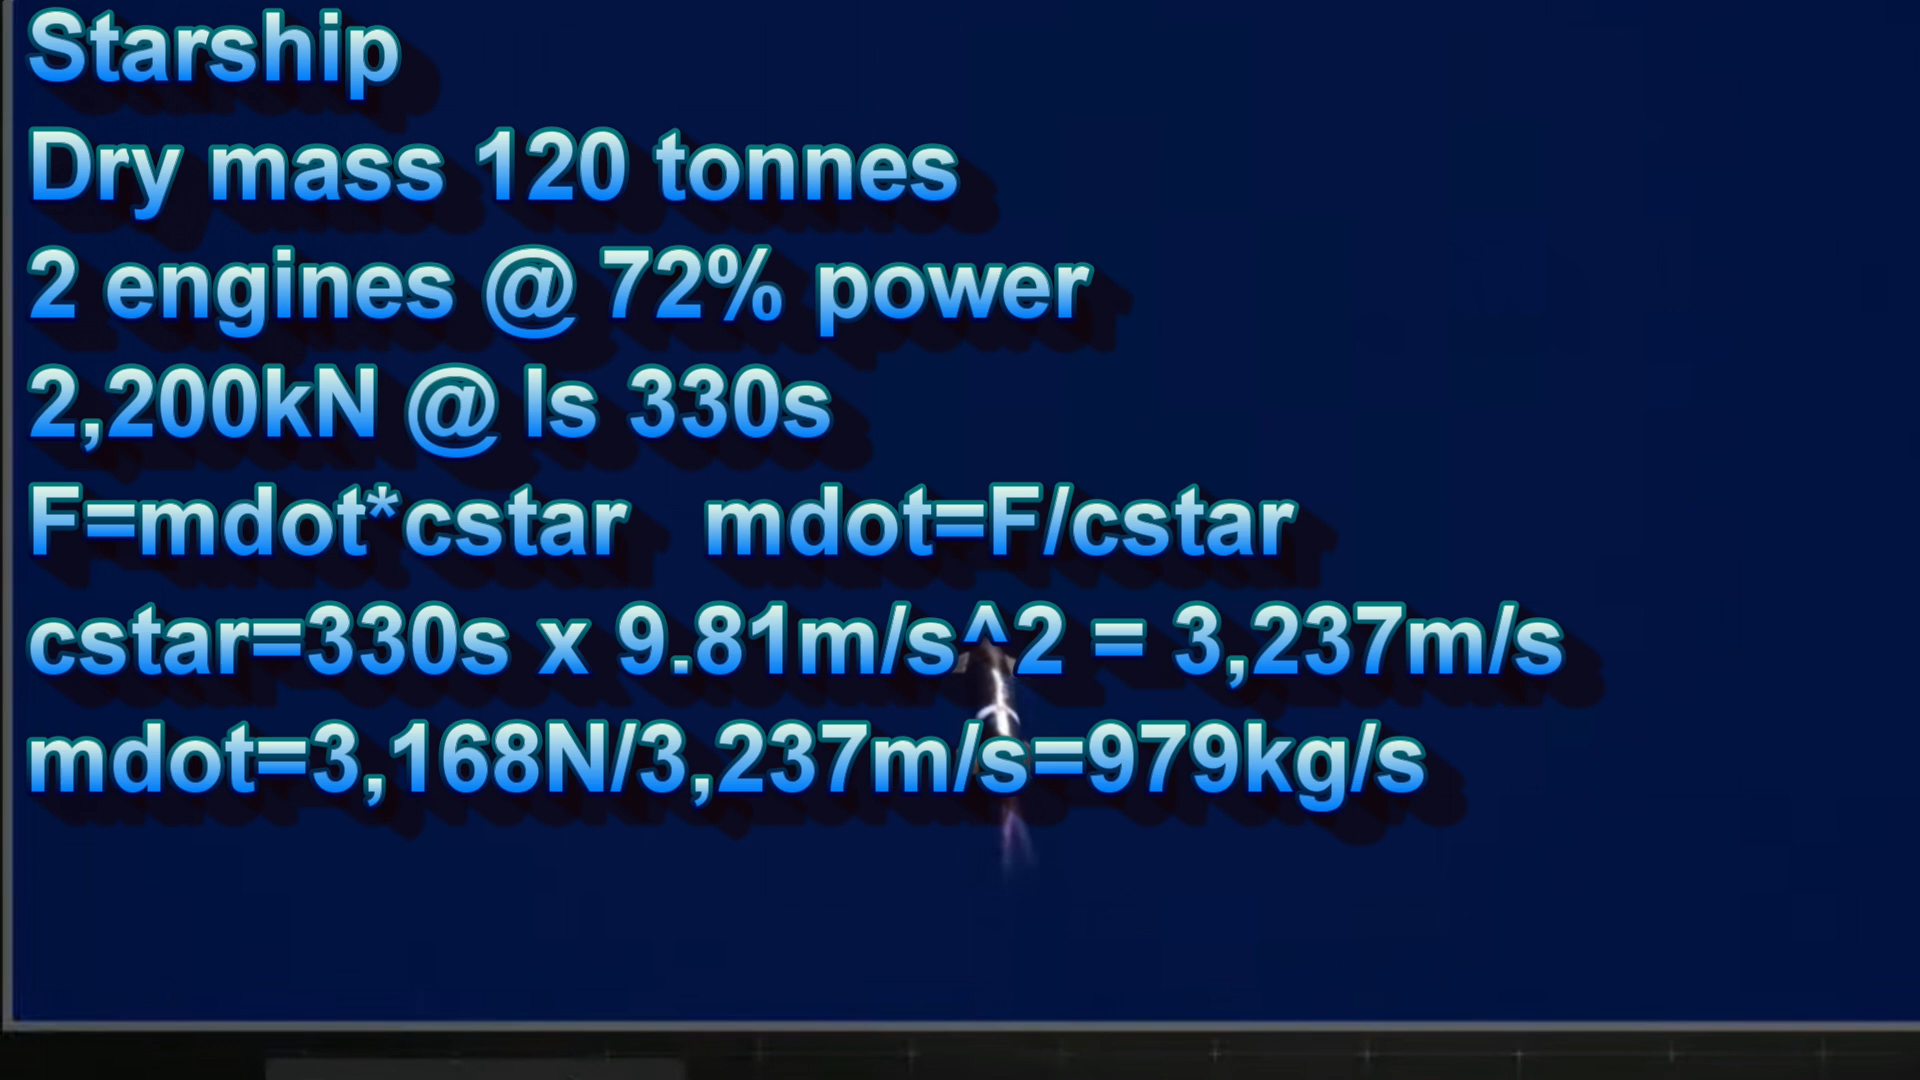 Starship
Dry mass 120 tonnes
2 engines @ 72% power
2,200kN @ Is 330s
F=mdot*cstar mdot=F/cstar
cstar=330s x 9.81m/s^2 = 3,237m/s
mdot=3,168N/3,237m/s=979kg/s